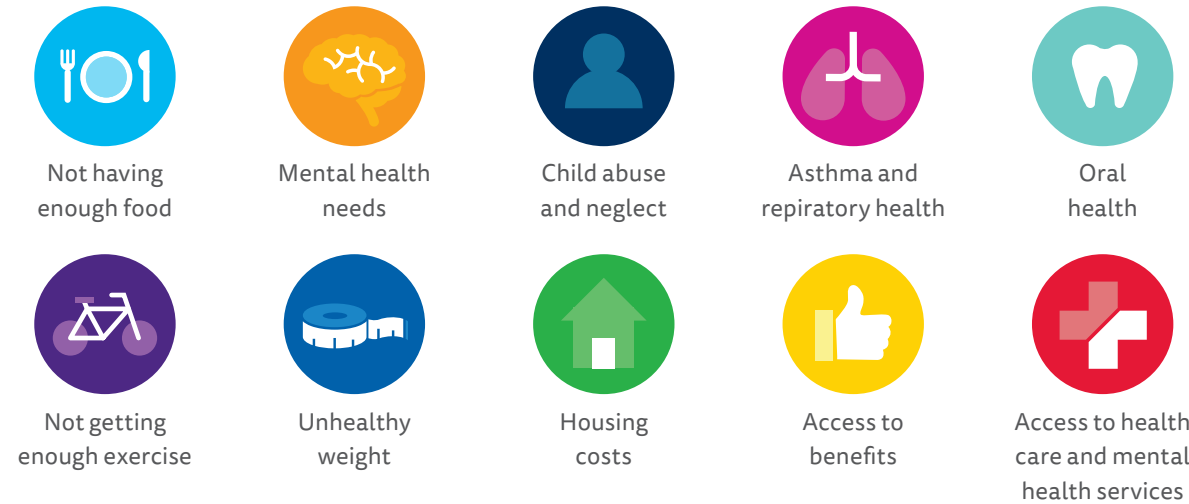 Not having
enough food
Mental health
needs
Child abuse
and neglect
Asthma and
repiratory health
Oral
health
Not getting
enough exercise
Unhealthy
weight
Housing
costs
Access to
benefits
Access to health
care and mental
health services